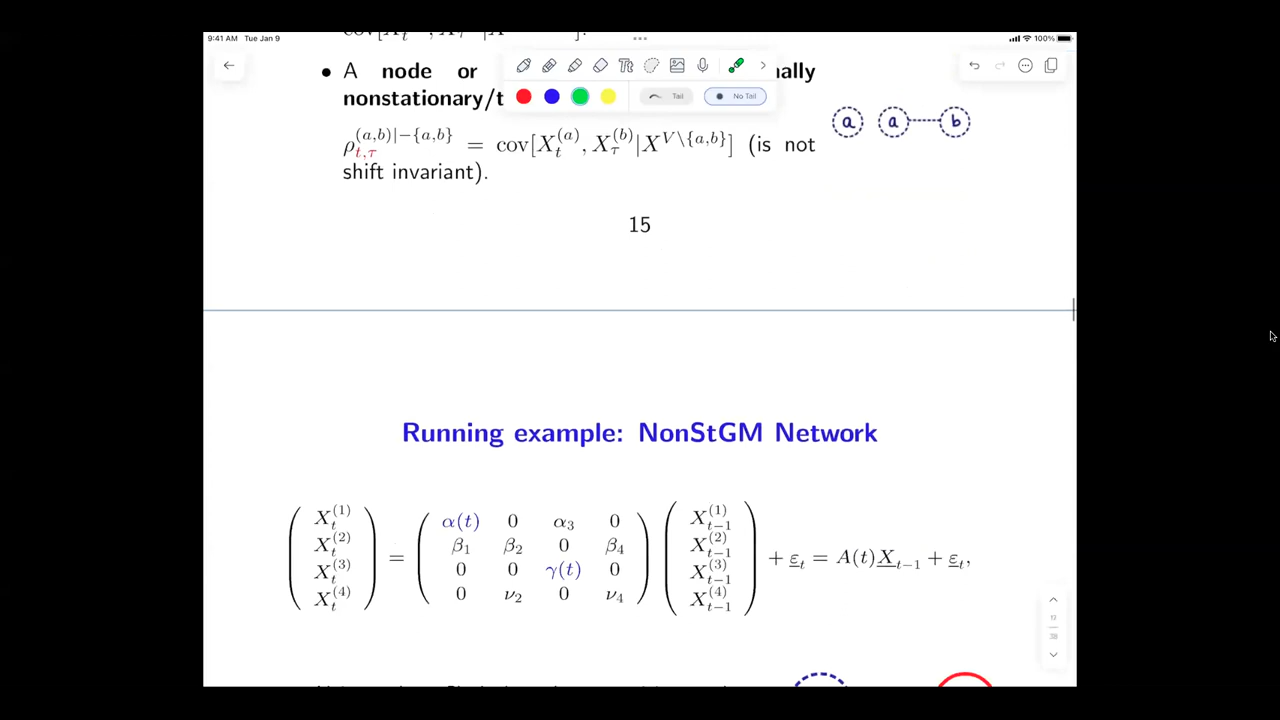 9:41 AM Tue Jan 9
100%
• A node or
ally
nonstationary/t
Tail
No Tail
a a b
ρ_{t,τ}^{(a,b)|−{a,b}} = cov[X_t^{(a)}, X_τ^{(b)}|X^{V\{a,b}}] (is not
shift invariant).
15
Running example: NonStGM Network
( X_t^{(1)} ) ( α(t) 0 α_3 0 ) ( X_{t−1}^{(1)} )
( X_t^{(2)} ) = ( β_1 β_2 0 β_4 ) ( X_{t−1}^{(2)} ) + ε_t = A(t)X_{t−1} + ε_t,
( X_t^{(3)} ) ( 0 0 γ(t) 0 ) ( X_{t−1}^{(3)} )
( X_t^{(4)} ) ( 0 ν_2 0 ν_4 ) ( X_{t−1}^{(4)} )
38